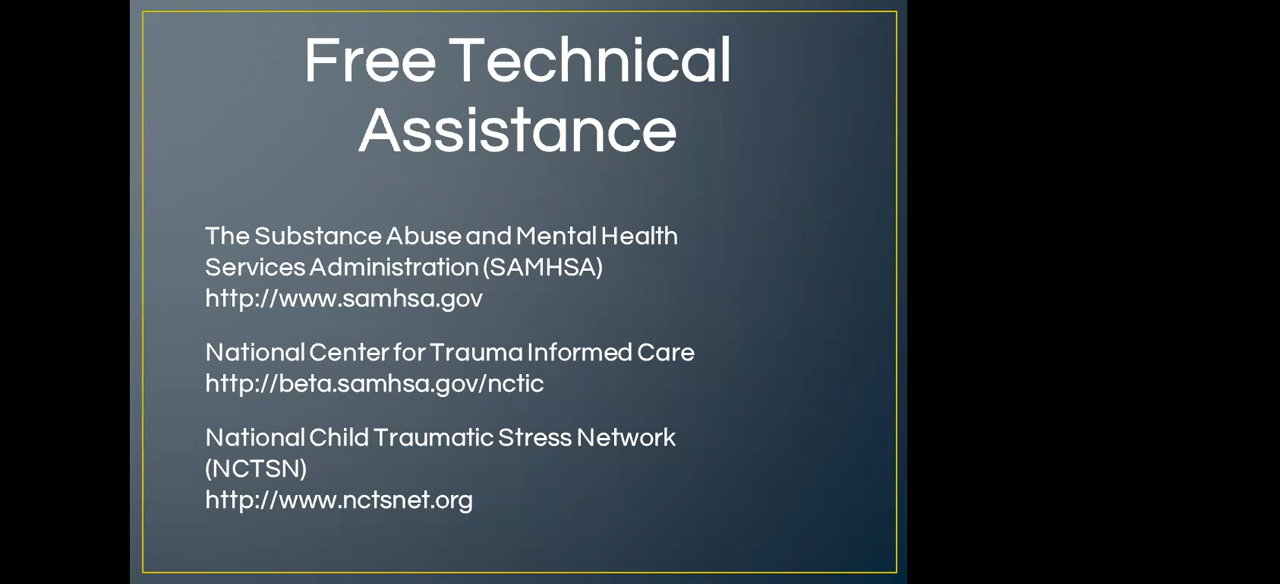 Free Technical
Assistance
The Substance Abuse and Mental Health
Services Administration (SAMHSA)
http://www.samhsa.gov
National Center for Trauma Informed Care
http://beta.samhsa.gov/nctic
National Child Traumatic Stress Network
(NCTSN)
http://www.nctsnet.org